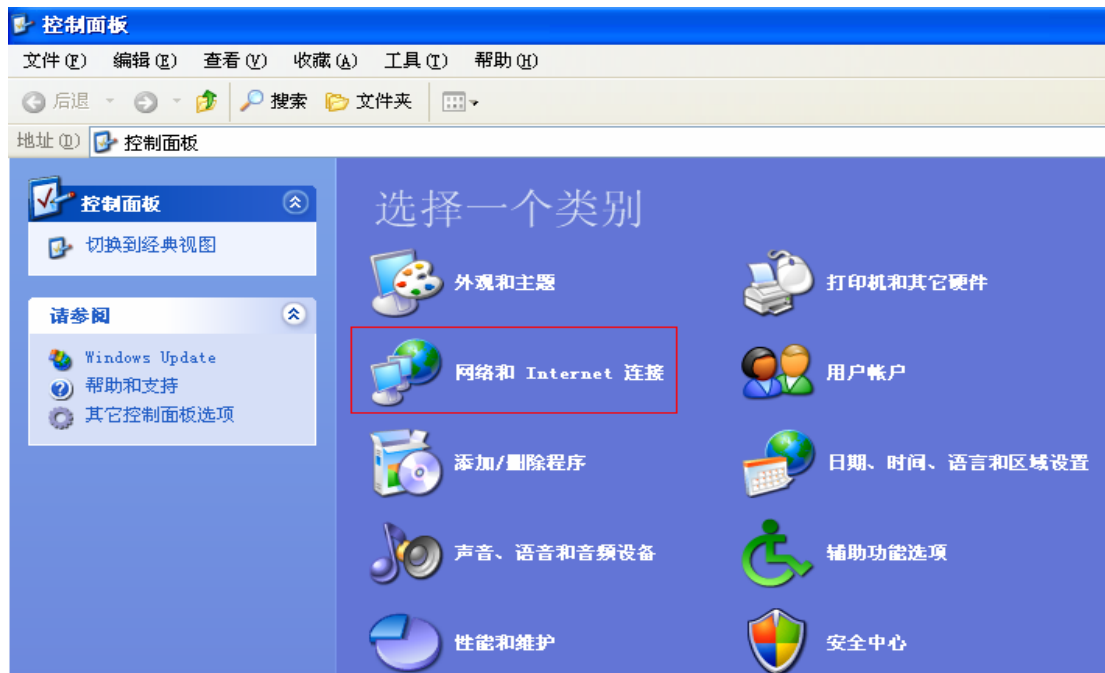 控制面板
文件(F) 编辑(E) 查看(V) 收藏(A) 工具(T) 帮助(H)
后退 搜索 文件夹
地址(D) 控制面板
控制面板
切换到经典视图
请参阅
Windows Update
帮助和支持
其它控制面板选项
选择一个类别
外观和主题
打印机和其它硬件
网络和 Internet 连接
用户帐户
添加/删除程序
日期、时间、语言和区域设置
声音、语音和音频设备
辅助功能选项
性能和维护
安全中心